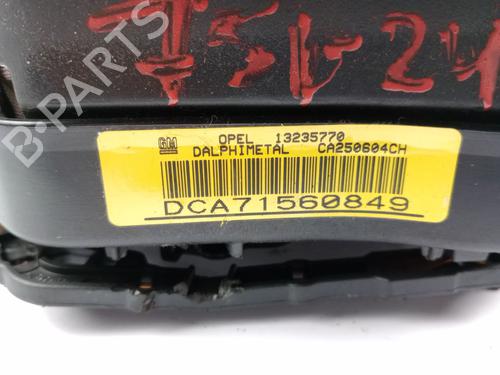 B-PARTS
GM OPEL 13235770
DALPHIMETAL CA250604CH
DCA71560849